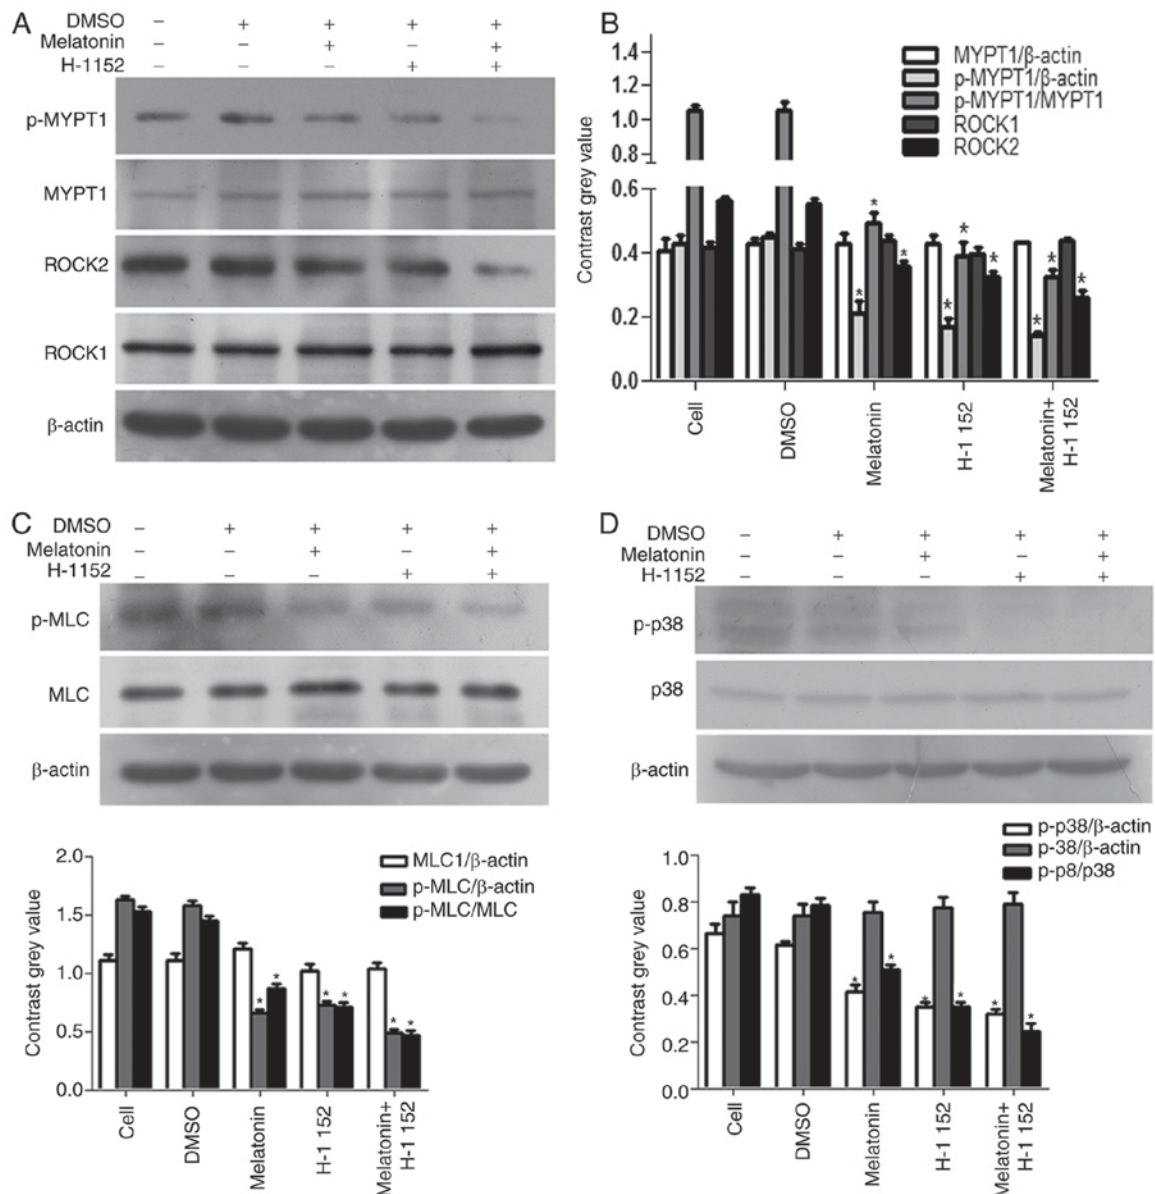 A
DMSO – + + + +
Melatonin – – + – +
H-1152 – – – + +
p-MYPT1
MYPT1
ROCK2
ROCK1
β-actin
B
Contrast grey value
1.4
1.2
1.0
0.8
0.6
0.4
0.2
0.0
MYPT1/β-actin
p-MYPT1/β-actin
p-MYPT1/MYPT1
ROCK1
ROCK2
* * *
* * *
* * *
Cell
DMSO
Melatonin
H-1 152
Melatonin+
H-1 152
C
DMSO – + + + +
Melatonin – – + – +
H-1152 – – – + +
p-MLC
MLC
β-actin
Contrast grey value
2.0
1.5
1.0
0.5
0.0
MLC1/β-actin
p-MLC/β-actin
p-MLC/MLC
* *
* *
* *
Cell
DMSO
Melatonin
H-1 152
Melatonin+
H-1 152
D
DMSO – + + + +
Melatonin – – + – +
H-1152 – – – + +
p-p38
p38
β-actin
Contrast grey value
1.0
0.8
0.6
0.4
0.2
0.0
p-p38/β-actin
p-38/β-actin
p-p8/p38
* *
* *
* *
Cell
DMSO
Melatonin
H-1 152
Melatonin+
H-1 152